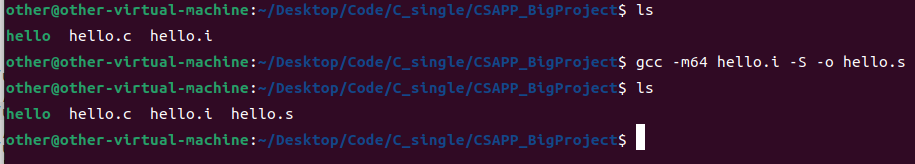 other@other-virtual-machine:~/Desktop/Code/C_single/CSAPP_BigProject$ ls
hello  hello.c  hello.i
other@other-virtual-machine:~/Desktop/Code/C_single/CSAPP_BigProject$ gcc -m64 hello.i -S -o hello.s
other@other-virtual-machine:~/Desktop/Code/C_single/CSAPP_BigProject$ ls
hello  hello.c  hello.i  hello.s
other@other-virtual-machine:~/Desktop/Code/C_single/CSAPP_BigProject$